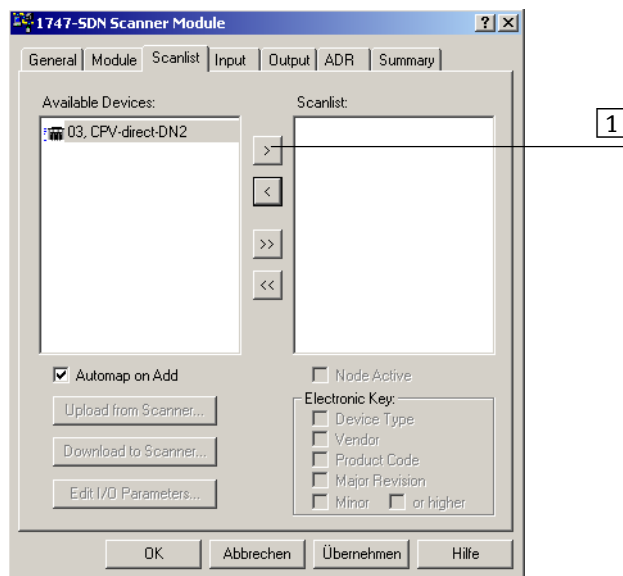 1747-SDN Scanner Module
General Module Scanlist Input Output ADR Summary
Available Devices:
Scanlist:
03, CPV-direct-DN2
>
1
<
>>
<<
Automap on Add
Node Active
Upload from Scanner...
Electronic Key:
Device Type
Vendor
Download to Scanner...
Product Code
Major Revision
Edit I/O Parameters...
Minor or higher
OK Abbrechen Übernehmen Hilfe